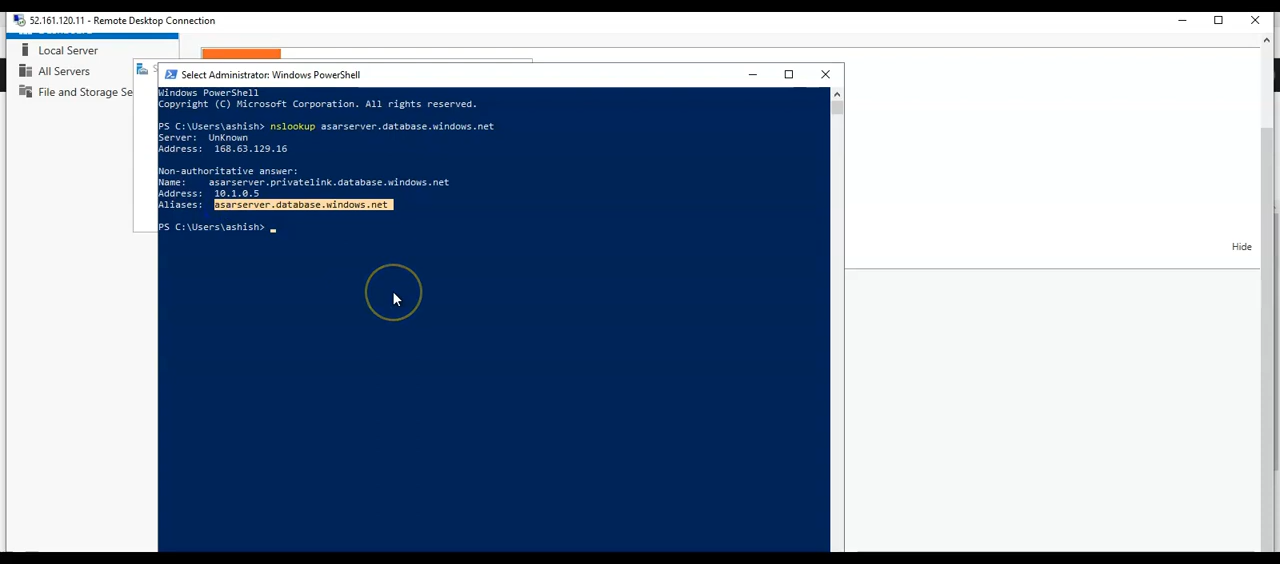 52.161.120.11 - Remote Desktop Connection
Local Server
All Servers
File and Storage Se
Select Administrator: Windows PowerShell
Windows PowerShell
Copyright (C) Microsoft Corporation. All rights reserved.
PS C:\Users\ashish> nslookup asarserver.database.windows.net
Server:  UnKnown
Address:  168.63.129.16
Non-authoritative answer:
Name:    asarserver.privatelink.database.windows.net
Address:  10.1.0.5
Aliases:  asarserver.database.windows.net
PS C:\Users\ashish>
Hide